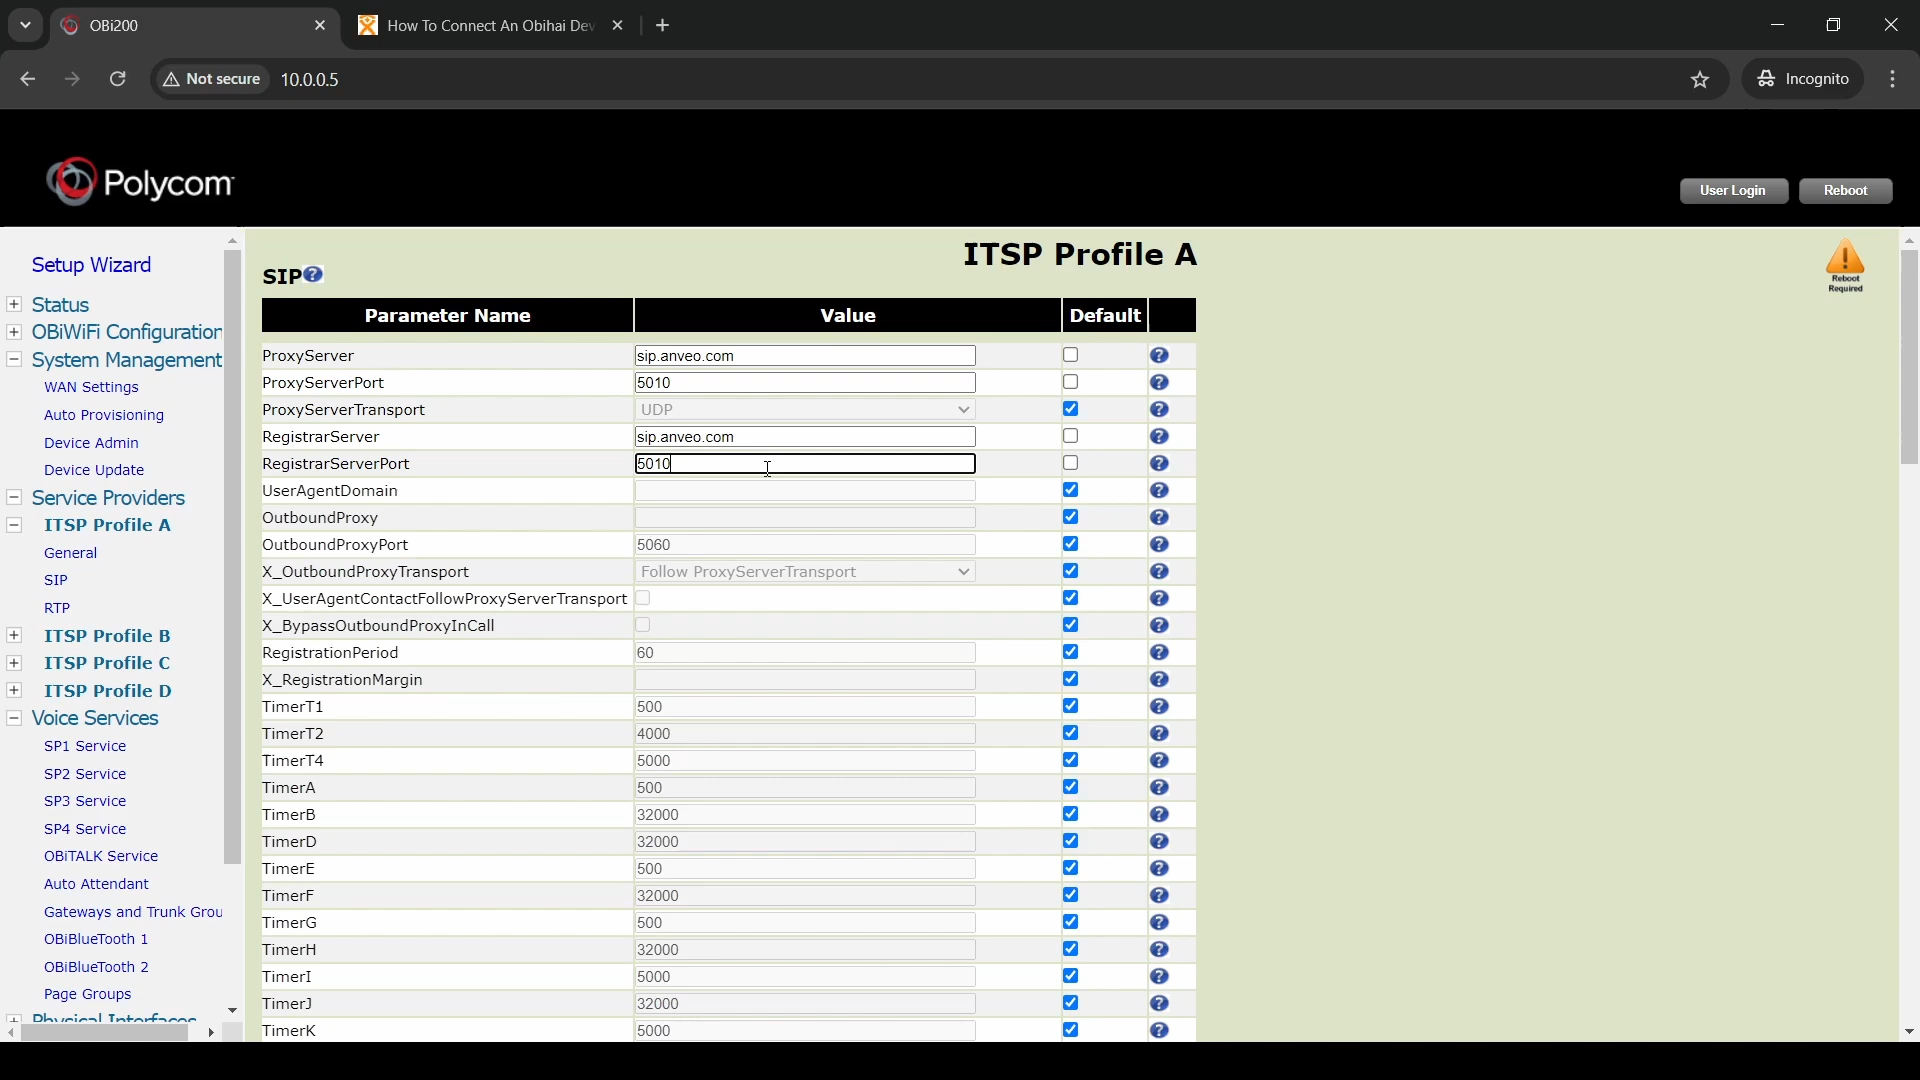 OBi200
How To Connect An Obihai Dev
Not secure
10.0.0.5
Incognito
Polycom
User Login
Reboot
Setup Wizard
Status
OBiWiFi Configuration
System Management
WAN Settings
Auto Provisioning
Device Admin
Device Update
Service Providers
ITSP Profile A
General
SIP
RTP
ITSP Profile B
ITSP Profile C
ITSP Profile D
Voice Services
SP1 Service
SP2 Service
SP3 Service
SP4 Service
OBiTALK Service
Auto Attendant
Gateways and Trunk Grou
OBiBlueTooth 1
OBiBlueTooth 2
Page Groups
Physical Interfaces
ITSP Profile A
Reboot
Required
SIP
Parameter Name Value Default
ProxyServer sip.anveo.com
ProxyServerPort 5010
ProxyServerTransport UDP
RegistrarServer sip.anveo.com
RegistrarServerPort 5010
UserAgentDomain
OutboundProxy
OutboundProxyPort 5060
X_OutboundProxyTransport Follow ProxyServerTransport
X_UserAgentContactFollowProxyServerTransport
X_BypassOutboundProxyInCall
RegistrationPeriod 60
X_RegistrationMargin
TimerT1 500
TimerT2 4000
TimerT4 5000
TimerA 500
TimerB 32000
TimerD 32000
TimerE 500
TimerF 32000
TimerG 500
TimerH 32000
TimerI 5000
TimerJ 32000
TimerK 5000